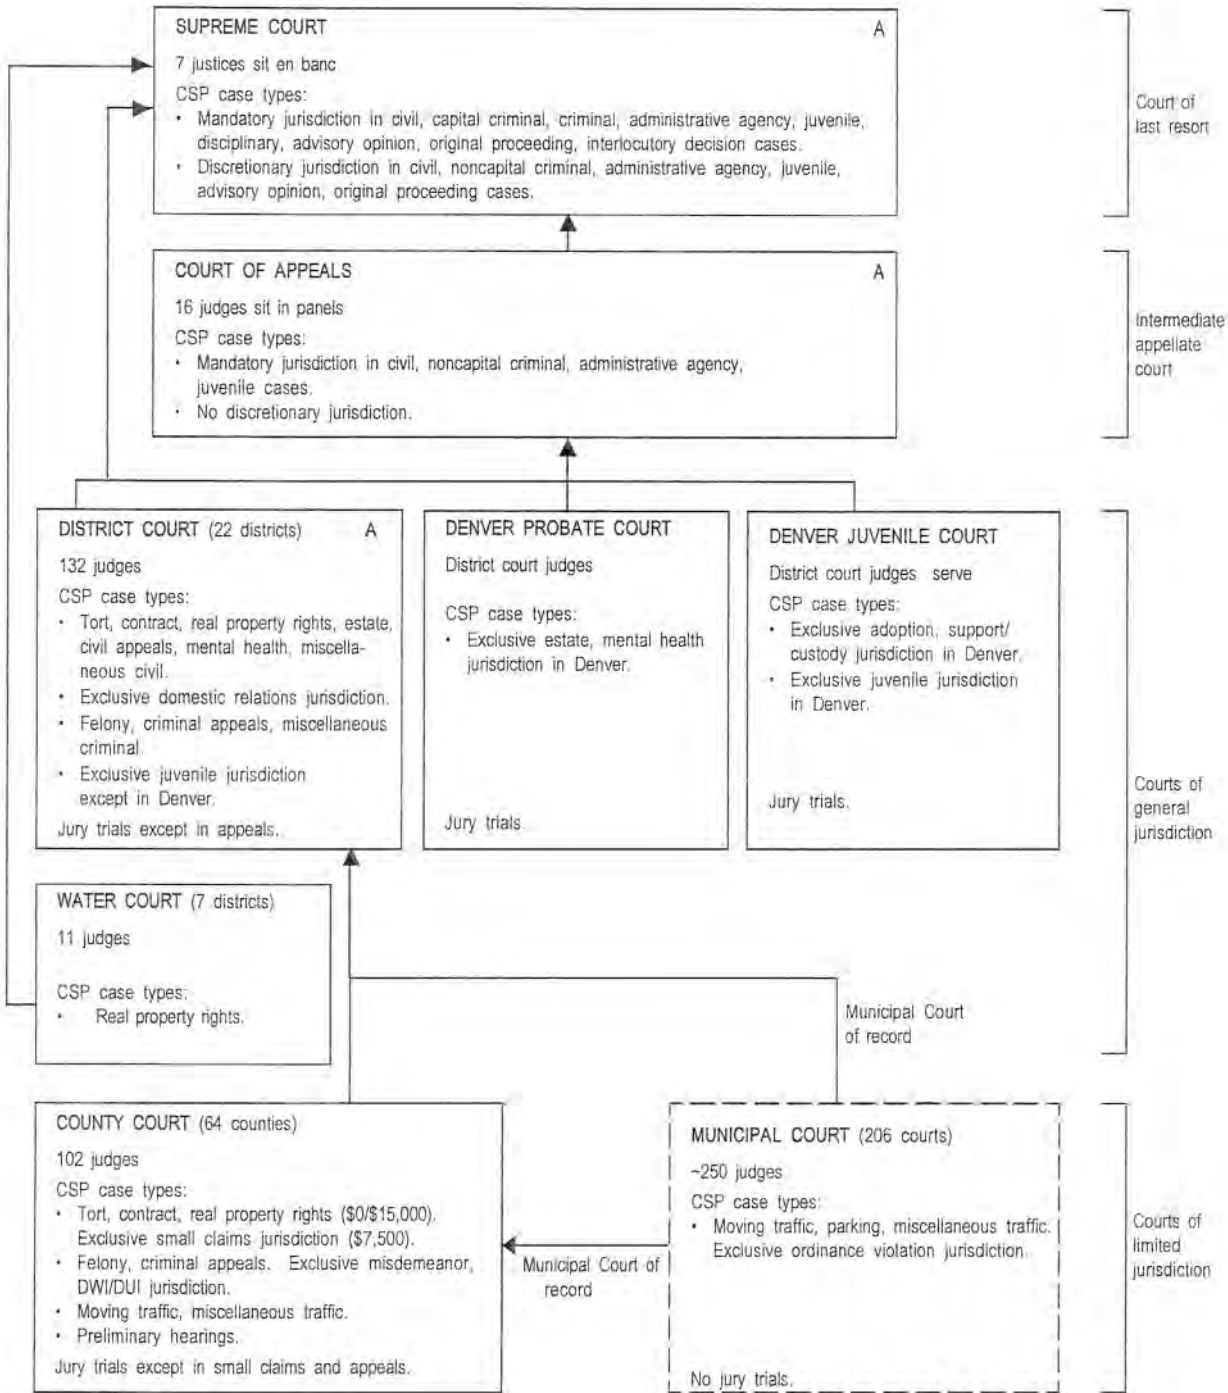 SUPREME COURT A
7 justices sit en banc
CSP case types:
• Mandatory jurisdiction in civil, capital criminal, criminal, administrative agency, juvenile,
disciplinary, advisory opinion, original proceeding, interlocutory decision cases.
• Discretionary jurisdiction in civil, noncapital criminal, administrative agency, juvenile,
advisory opinion, original proceeding cases.
Court of
last resort
COURT OF APPEALS A
16 judges sit in panels
CSP case types:
• Mandatory jurisdiction in civil, noncapital criminal, administrative agency,
juvenile cases.
• No discretionary jurisdiction.
Intermediate
appellate
court
DISTRICT COURT (22 districts) A
132 judges
CSP case types:
• Tort, contract, real property rights, estate,
civil appeals, mental health, miscella-
neous civil.
• Exclusive domestic relations jurisdiction.
• Felony, criminal appeals, miscellaneous
criminal.
• Exclusive juvenile jurisdiction
except in Denver.
Jury trials except in appeals.
DENVER PROBATE COURT
District court judges
CSP case types:
• Exclusive estate, mental health
jurisdiction in Denver.
Jury trials.
DENVER JUVENILE COURT
District court judges serve
CSP case types:
• Exclusive adoption, support/
custody jurisdiction in Denver.
• Exclusive juvenile jurisdiction
in Denver.
Jury trials.
Courts of
general
jurisdiction
WATER COURT (7 districts)
11 judges
CSP case types:
• Real property rights.
Municipal Court
of record
COUNTY COURT (64 counties)
102 judges
CSP case types:
• Tort, contract, real property rights ($0/$15,000).
Exclusive small claims jurisdiction ($7,500).
• Felony, criminal appeals. Exclusive misdemeanor,
DWI/DUI jurisdiction.
• Moving traffic, miscellaneous traffic.
• Preliminary hearings.
Jury trials except in small claims and appeals.
Municipal Court of
record
MUNICIPAL COURT (206 courts)
~250 judges
CSP case types:
• Moving traffic, parking, miscellaneous traffic.
Exclusive ordinance violation jurisdiction.
No jury trials.
Courts of
limited
jurisdiction